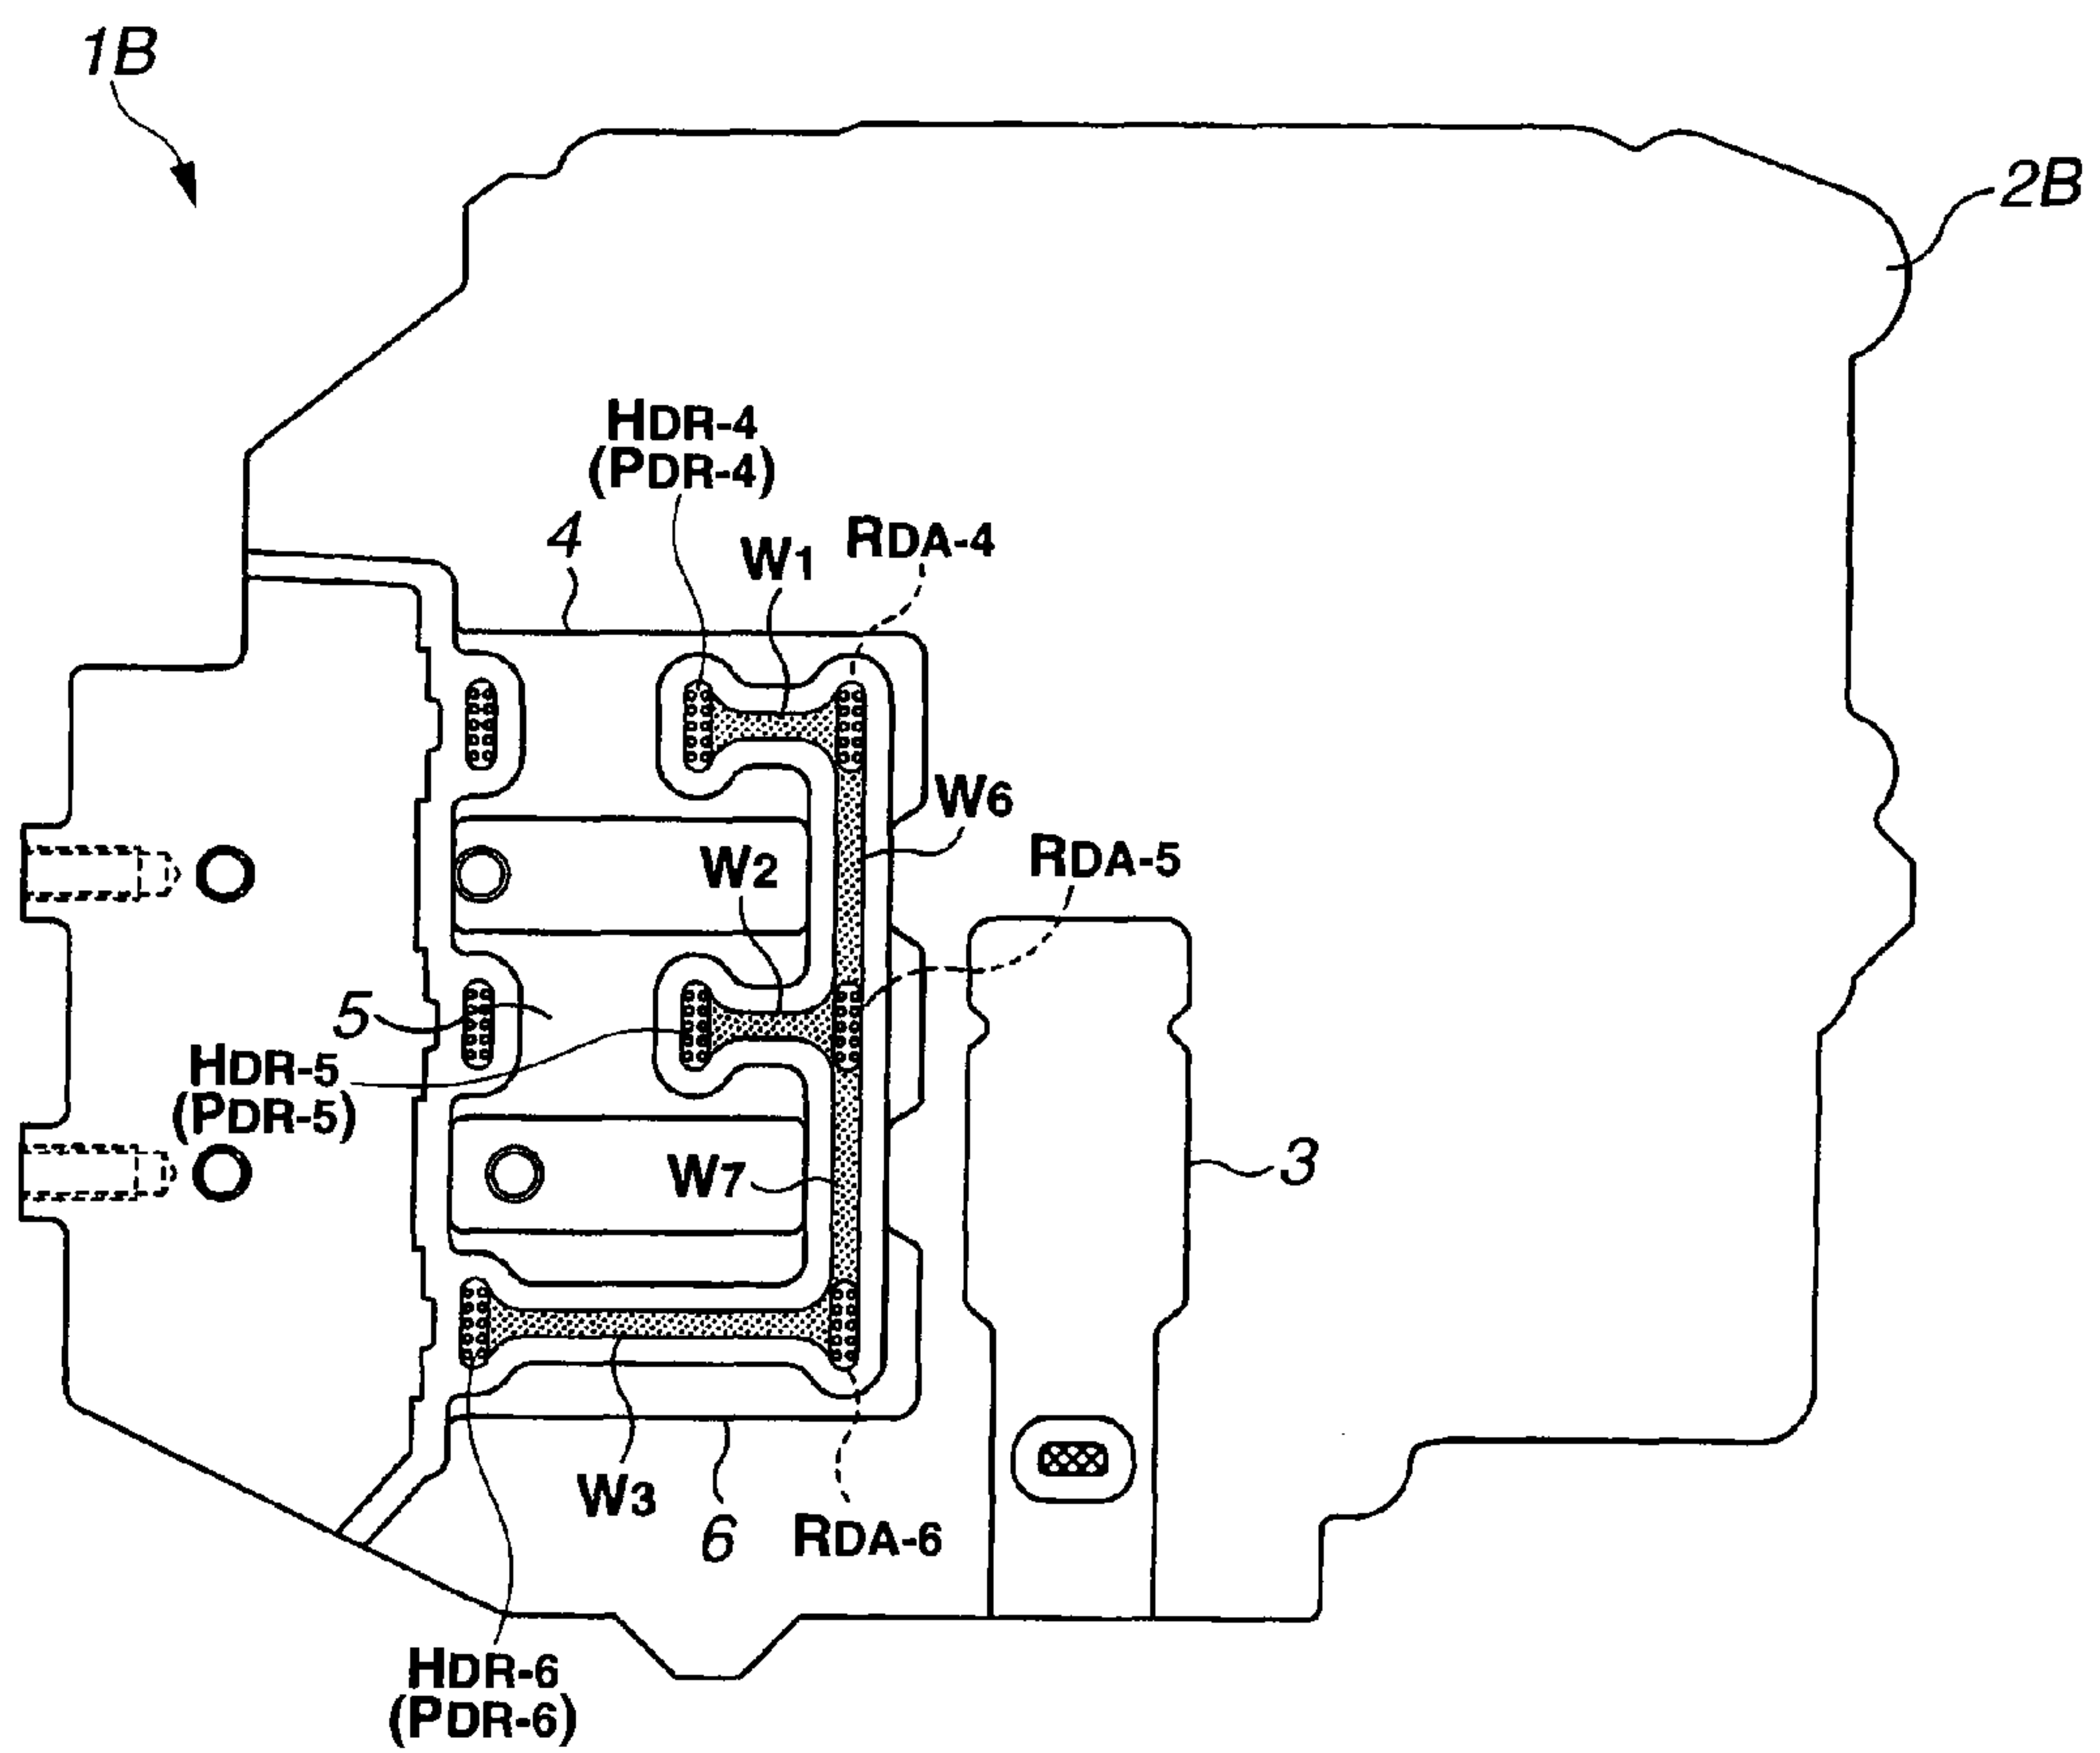 1B
2B
HDR-4
(PDR-4)
4
W1
RDA-4
W6
W2
RDA-5
5
HDR-5
(PDR-5)
W7
3
W3
6
RDA-6
HDR-6
(PDR-6)